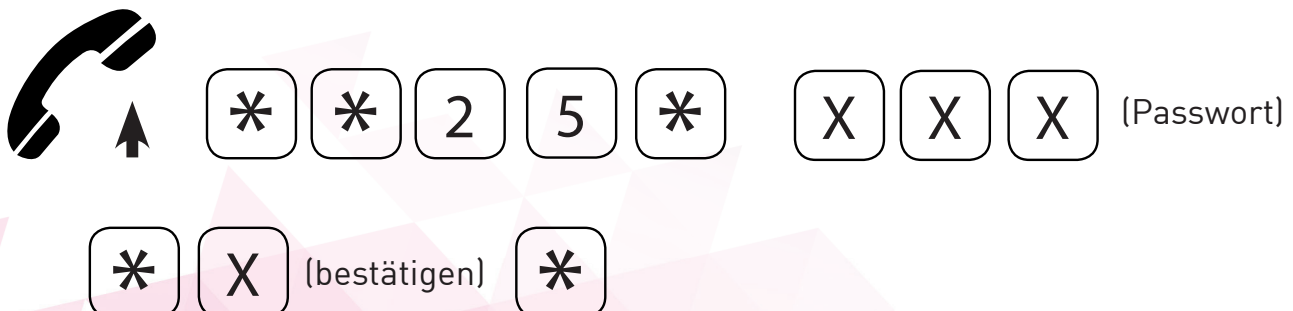 * * 2 5 * X X X (Passwort)
* X (bestätigen) *